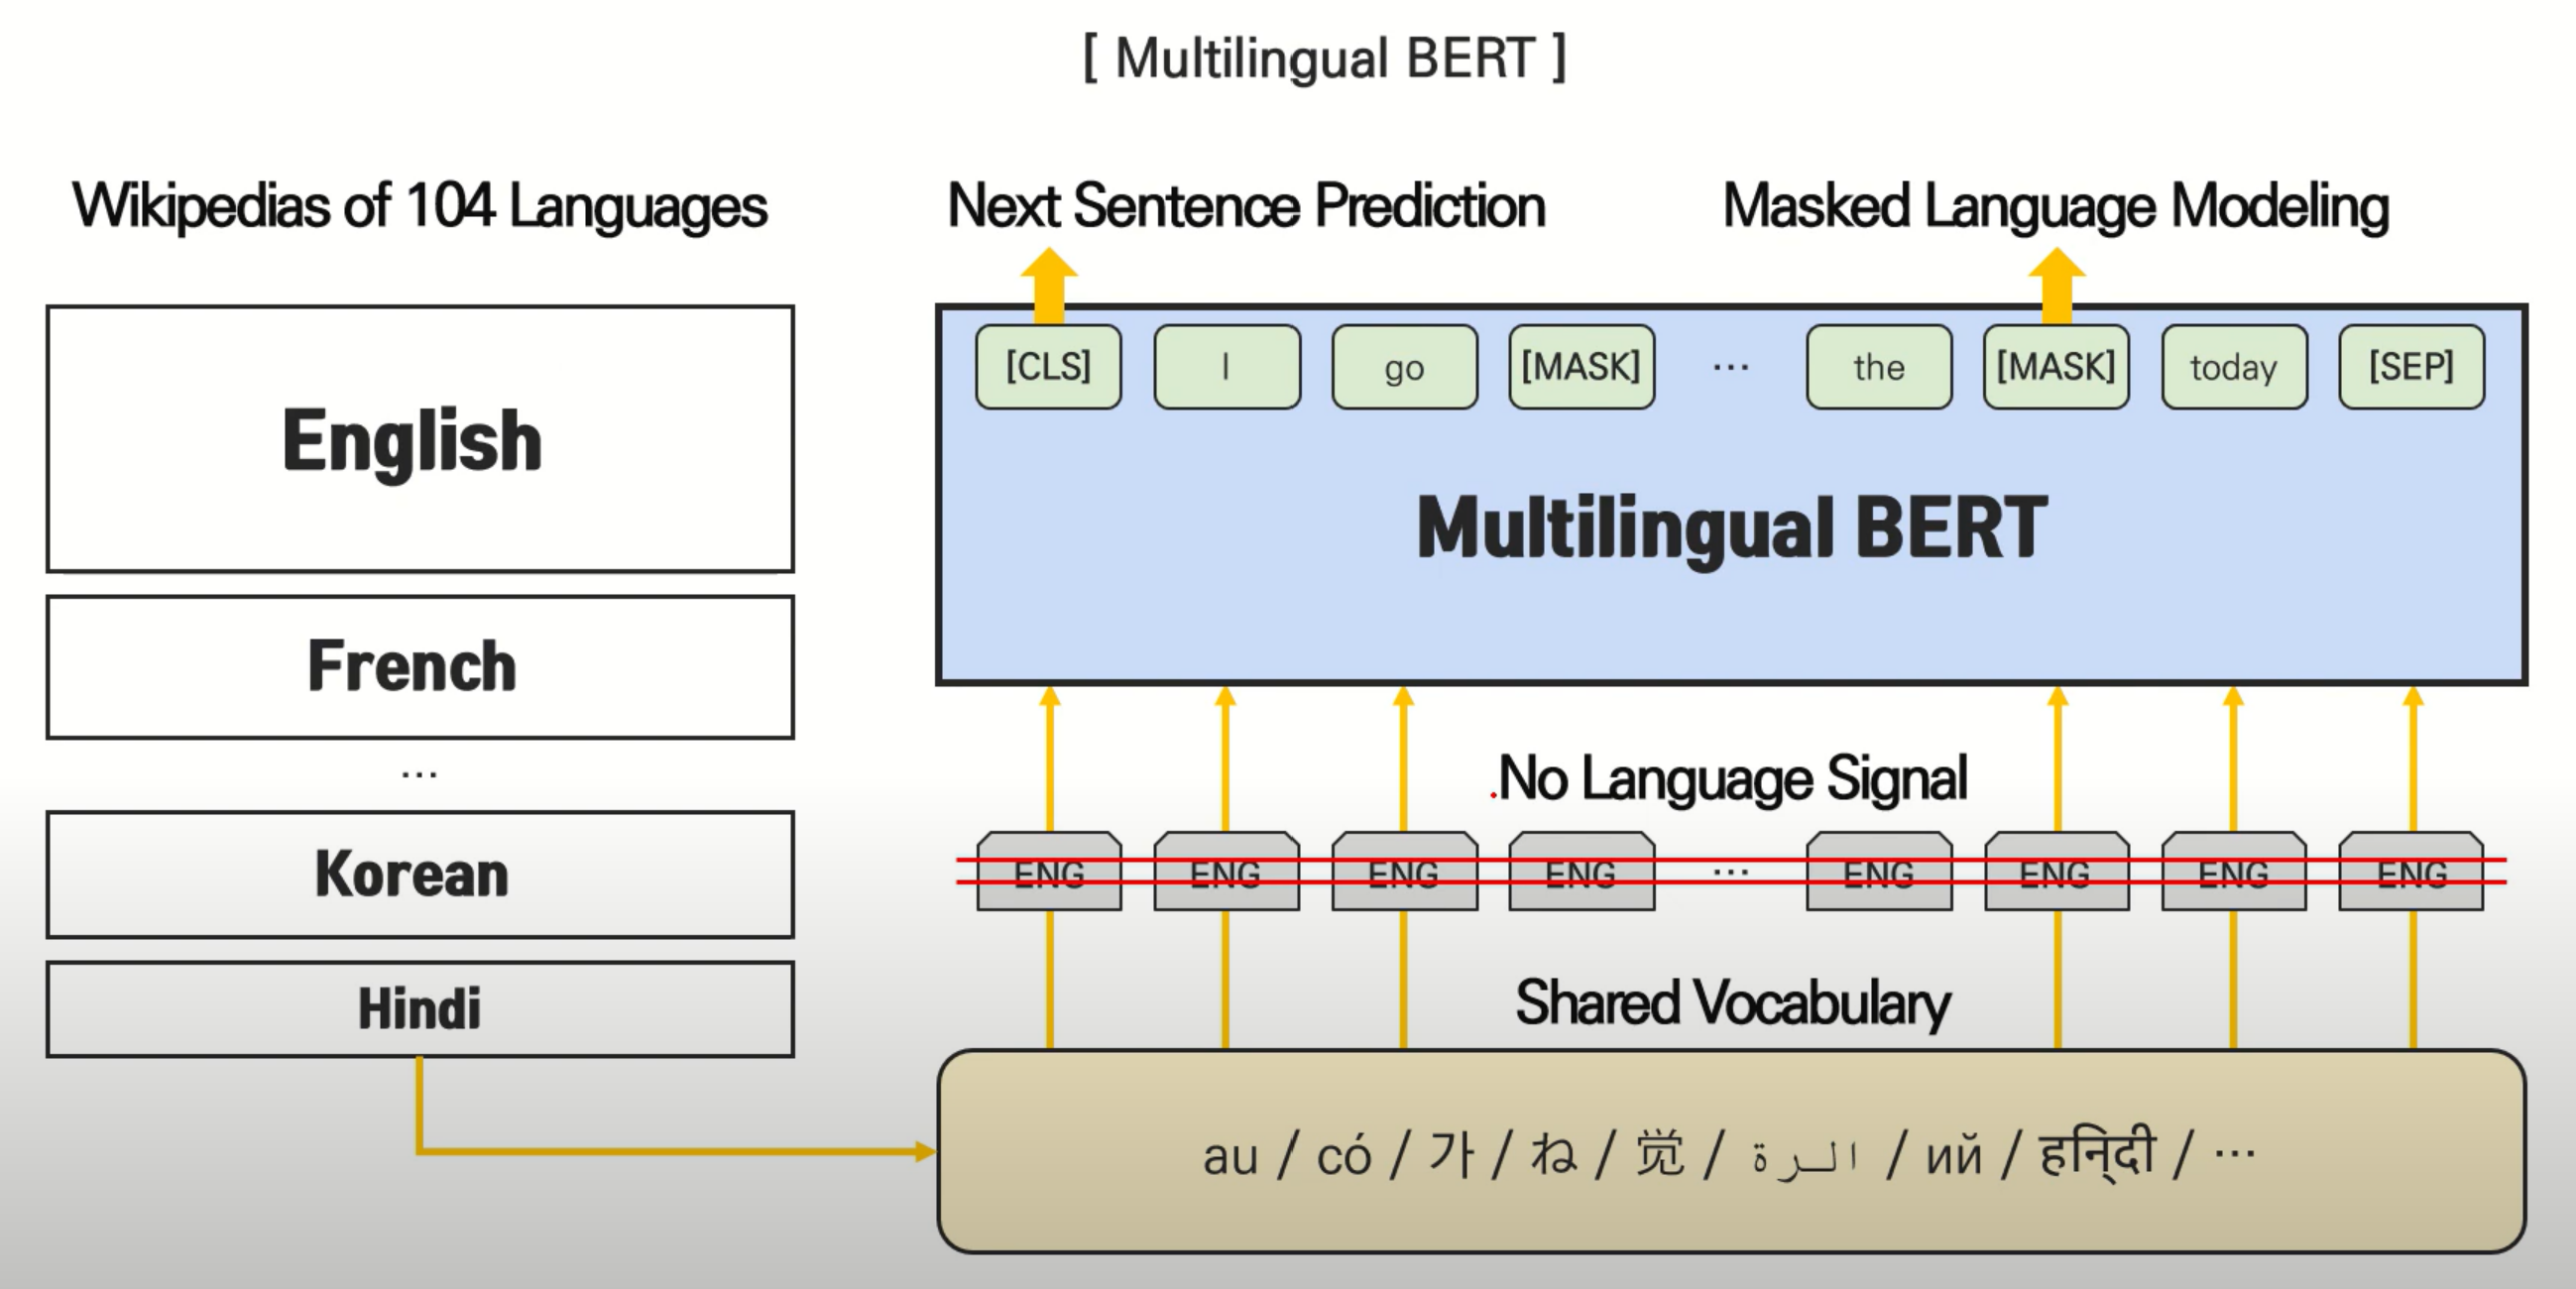 [ Multilingual BERT ]
Wikipedias of 104 Languages
English
French
...
Korean
Hindi
Next Sentence Prediction
Masked Language Modeling
[CLS] I go [MASK] ... the [MASK] today [SEP]
Multilingual BERT
No Language Signal
ENG ENG ENG ENG ... ENG ENG ENG ENG
Shared Vocabulary
au / có / 가 / ね / 觉 / الـرة / ий / हिन्दी / ...